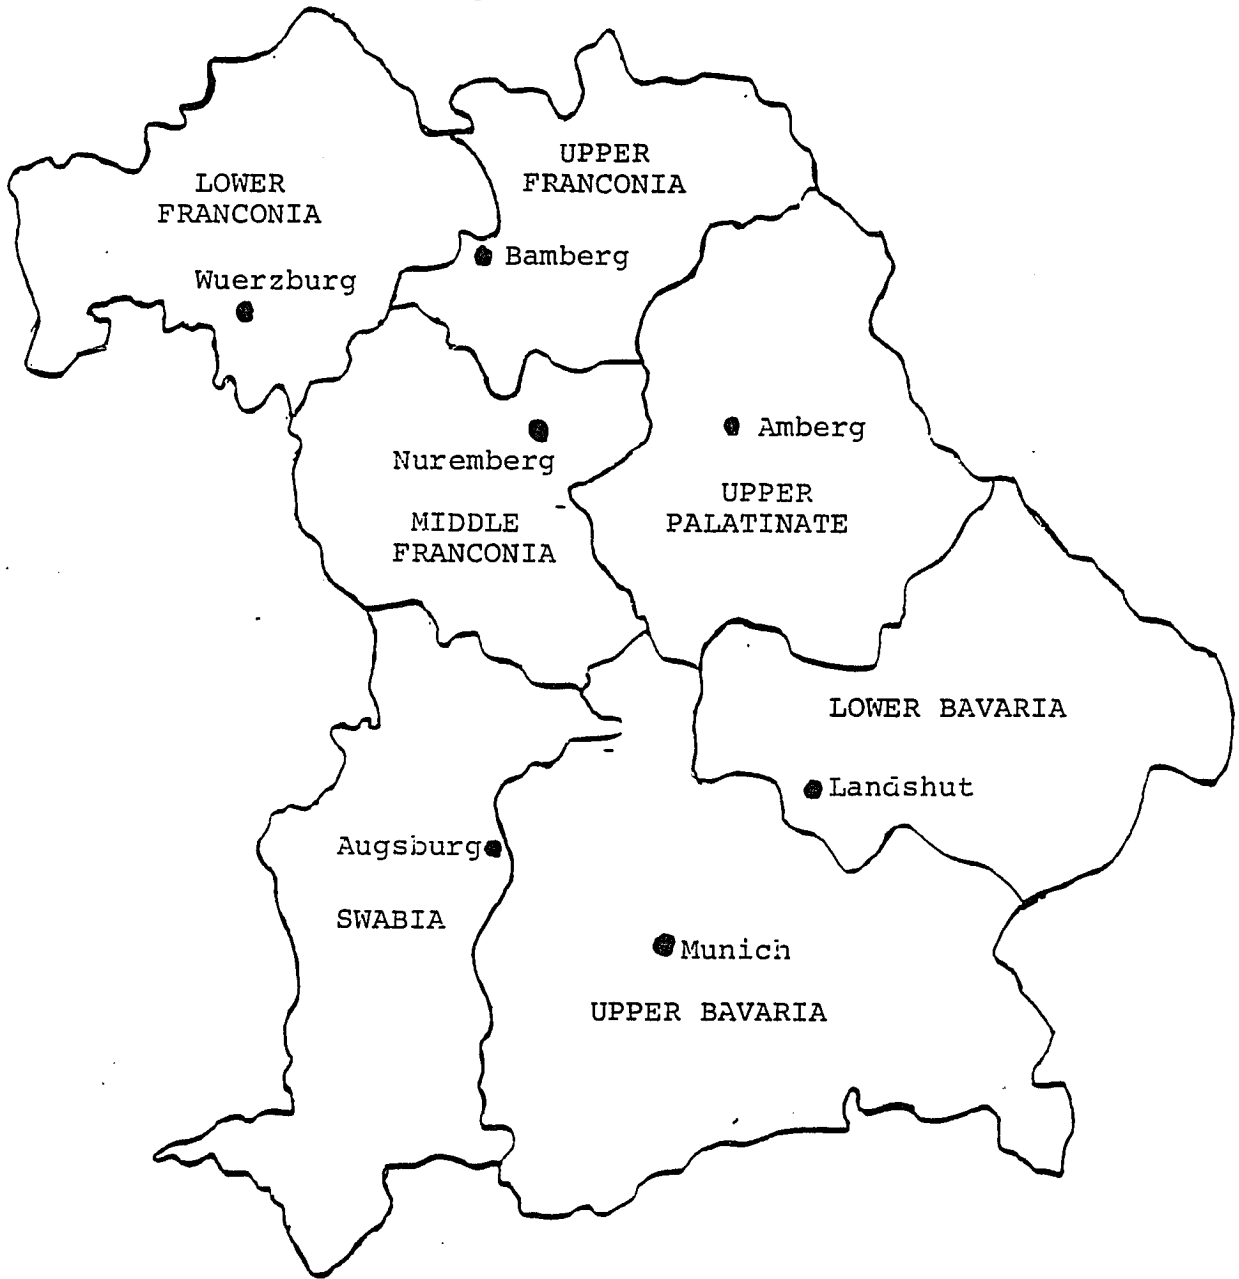 UPPER
FRANCONIA
LOWER
FRANCONIA
Bamberg
Wuerzburg
Amberg
Nuremberg
UPPER
PALATINATE
MIDDLE
FRANCONIA
LOWER BAVARIA
Landshut
Augsburg
SWABIA
Munich
UPPER BAVARIA